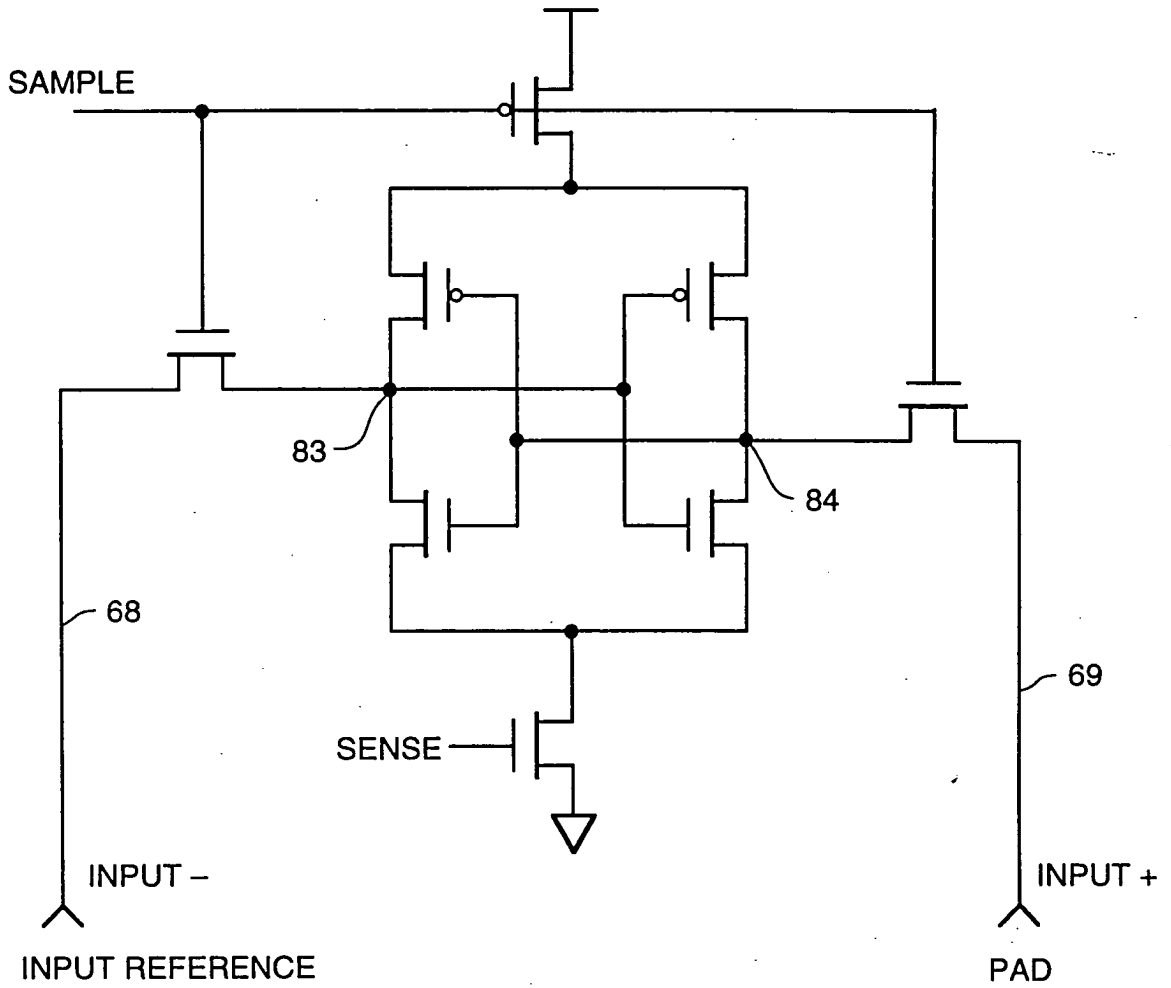 SAMPLE
83
84
68
69
SENSE
INPUT –
INPUT +
INPUT REFERENCE
PAD